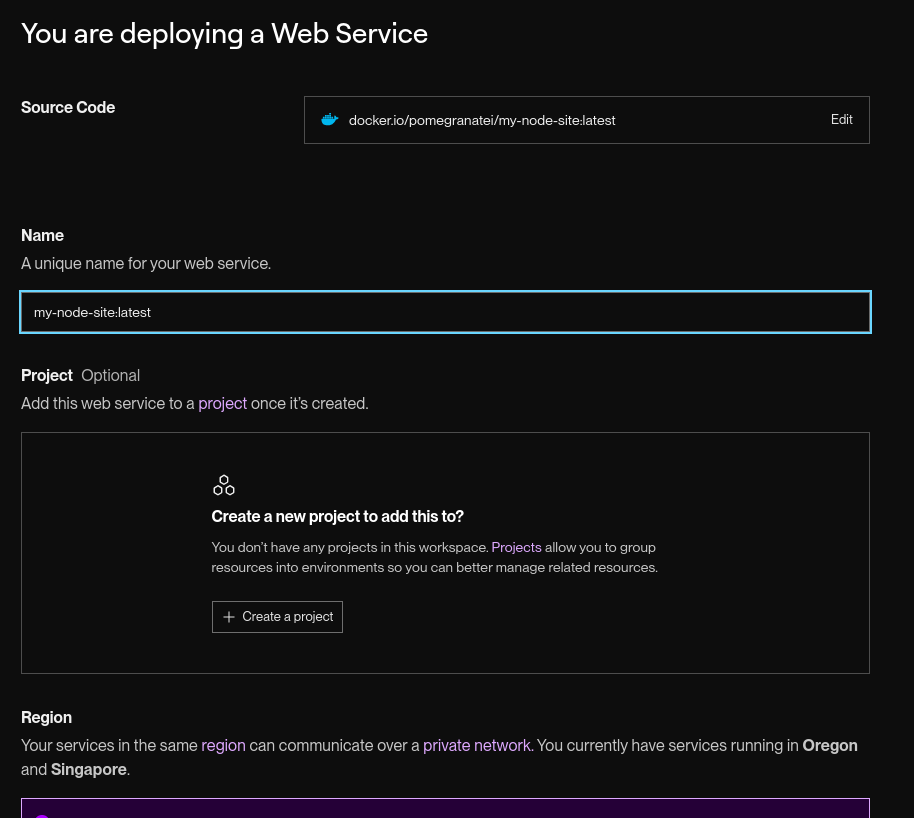 You are deploying a Web Service
Source Code
docker.io/pomegranatei/my-node-site:latest
Edit
Name
A unique name for your web service.
my-node-site:latest
Project Optional
Add this web service to a project once it's created.
Create a new project to add this to?
You don't have any projects in this workspace. Projects allow you to group
resources into environments so you can better manage related resources.
Create a project
Region
Your services in the same region can communicate over a private network. You currently have services running in Oregon
and Singapore.